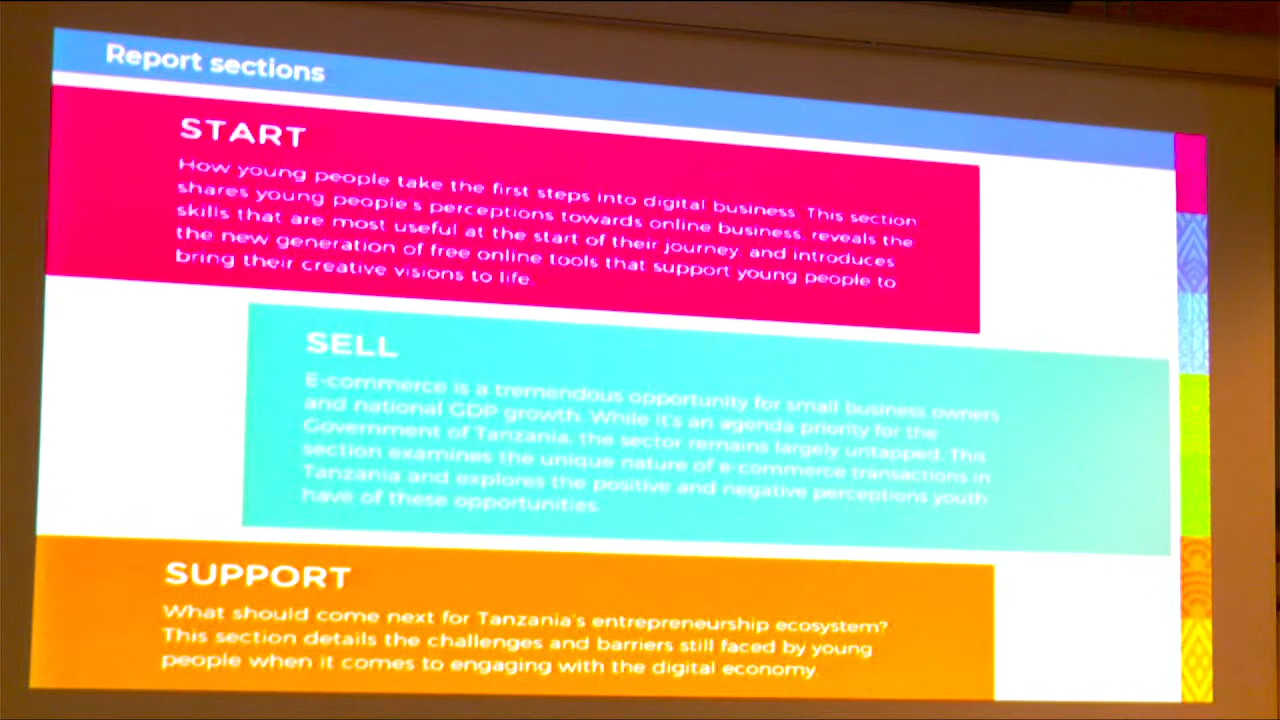 Report sections
START
How young people take the first steps into digital business. This section
shares young people's perceptions towards online business, reveals the
skills that are most useful at the start of their journey, and introduces
the new generation of free online tools that support young people to
bring their creative visions to life.
SELL
E-commerce is a tremendous opportunity for small business owners
and national GDP growth. While it's an agenda priority for the
Government of Tanzania, the sector remains largely untapped. This
section examines the unique nature of e-commerce transactions in
Tanzania and explores the positive and negative perceptions youth
have of these opportunities.
SUPPORT
What should come next for Tanzania's entrepreneurship ecosystem?
This section details the challenges and barriers still faced by young
people when it comes to engaging with the digital economy.